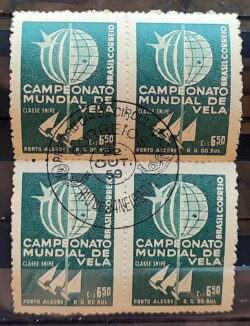 CAMPEONATO
MUNDIAL DE
VELA
CLASSE SNIPE
BRASIL·CORREIO
Cr$ 6,50
PORTO ALEGRE R. G. DO SUL
CAMPEONATO
MUNDIAL DE
VELA
CLASSE SNIPE
BRASIL·CORREIO
Cr$ 6,50
PORTO ALEGRE R. G. DO SUL
CAMPEONATO
MUNDIAL DE
VELA
CLASSE SNIPE
BRASIL·CORREIO
Cr$ 6,50
PORTO ALEGRE R. G. DO SUL
CAMPEONATO
MUNDIAL DE
VELA
CLASSE SNIPE
BRASIL·CORREIO
Cr$ 6,50
PORTO ALEGRE R. G. DO SUL
OUT
59